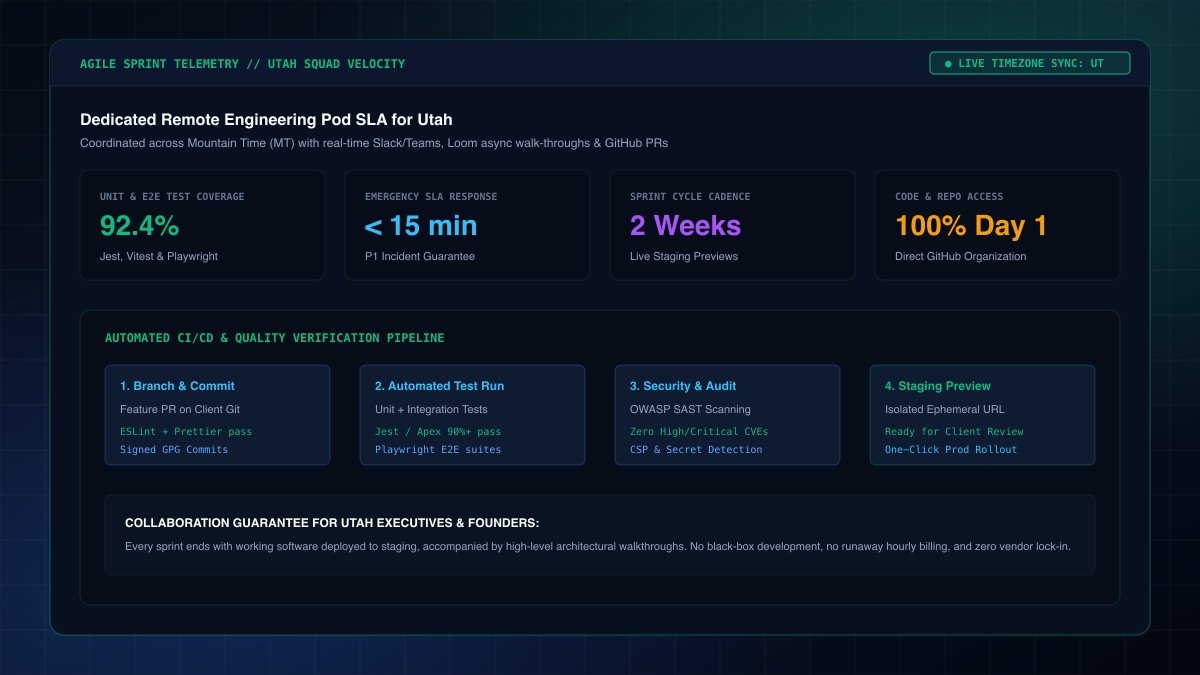 AGILE SPRINT TELEMETRY // UTAH SQUAD VELOCITY
LIVE TIMEZONE SYNC: UT
Dedicated Remote Engineering Pod SLA for Utah
Coordinated across Mountain Time (MT) with real-time Slack/Teams, Loom async walk-throughs & GitHub PRs
UNIT & E2E TEST COVERAGE
92.4%
Jest, Vitest & Playwright
EMERGENCY SLA RESPONSE
< 15 min
P1 Incident Guarantee
SPRINT CYCLE CADENCE
2 Weeks
Live Staging Previews
CODE & REPO ACCESS
100% Day 1
Direct GitHub Organization
AUTOMATED CI/CD & QUALITY VERIFICATION PIPELINE
1. Branch & Commit
Feature PR on Client Git
ESLint + Prettier pass
Signed GPG Commits
2. Automated Test Run
Unit + Integration Tests
Jest / Apex 90%+ pass
Playwright E2E suites
3. Security & Audit
OWASP SAST Scanning
Zero High/Critical CVEs
CSP & Secret Detection
4. Staging Preview
Isolated Ephemeral URL
Ready for Client Review
One-Click Prod Rollout
COLLABORATION GUARANTEE FOR UTAH EXECUTIVES & FOUNDERS:
Every sprint ends with working software deployed to staging, accompanied by high-level architectural walkthroughs. No black-box development, no runaway hourly billing, and zero vendor lock-in.